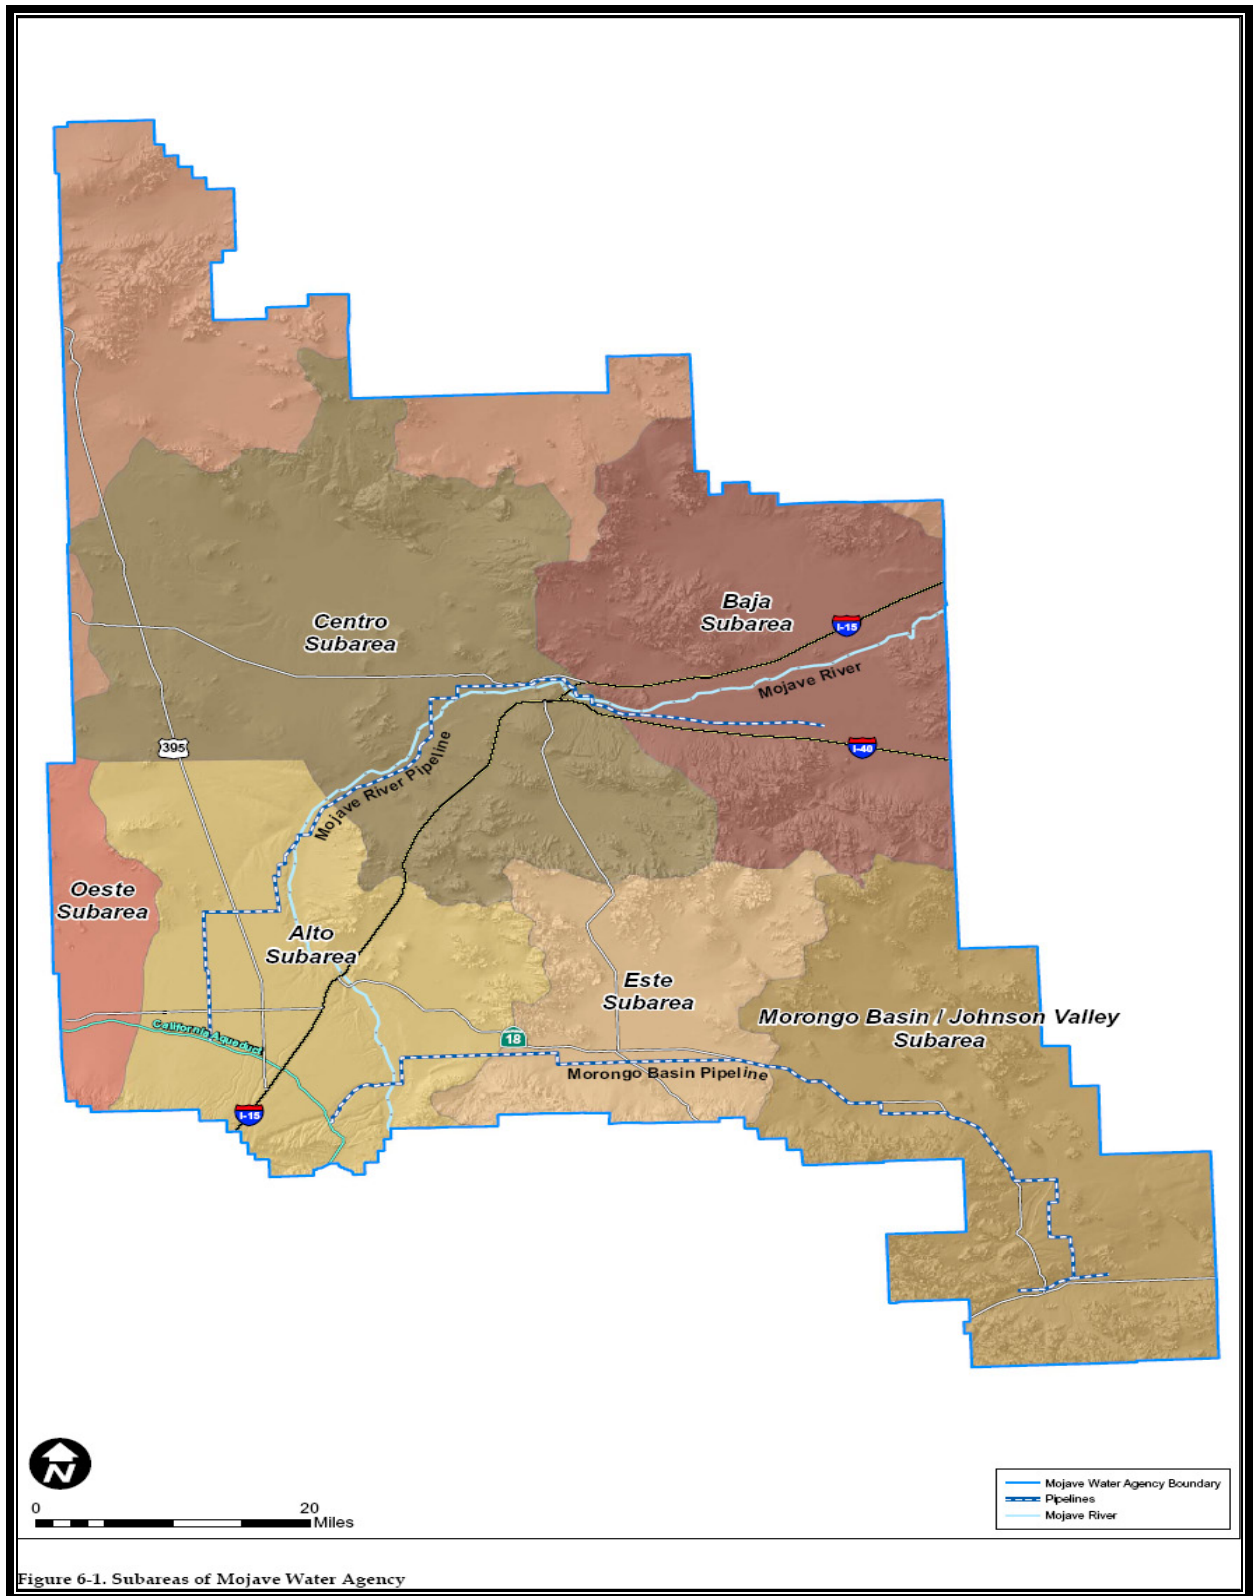 Centro
Subarea
Baja
Subarea
I-15
Mojave River
395
I-40
Mojave River Pipeline
Oeste
Subarea
Alto
Subarea
Este
Subarea
Morongo Basin / Johnson Valley
Subarea
California Aqueduct
18
Morongo Basin Pipeline
I-15
N
0 20
Miles
Mojave Water Agency Boundary
Pipelines
Mojave River
Figure 6-1. Subareas of Mojave Water Agency